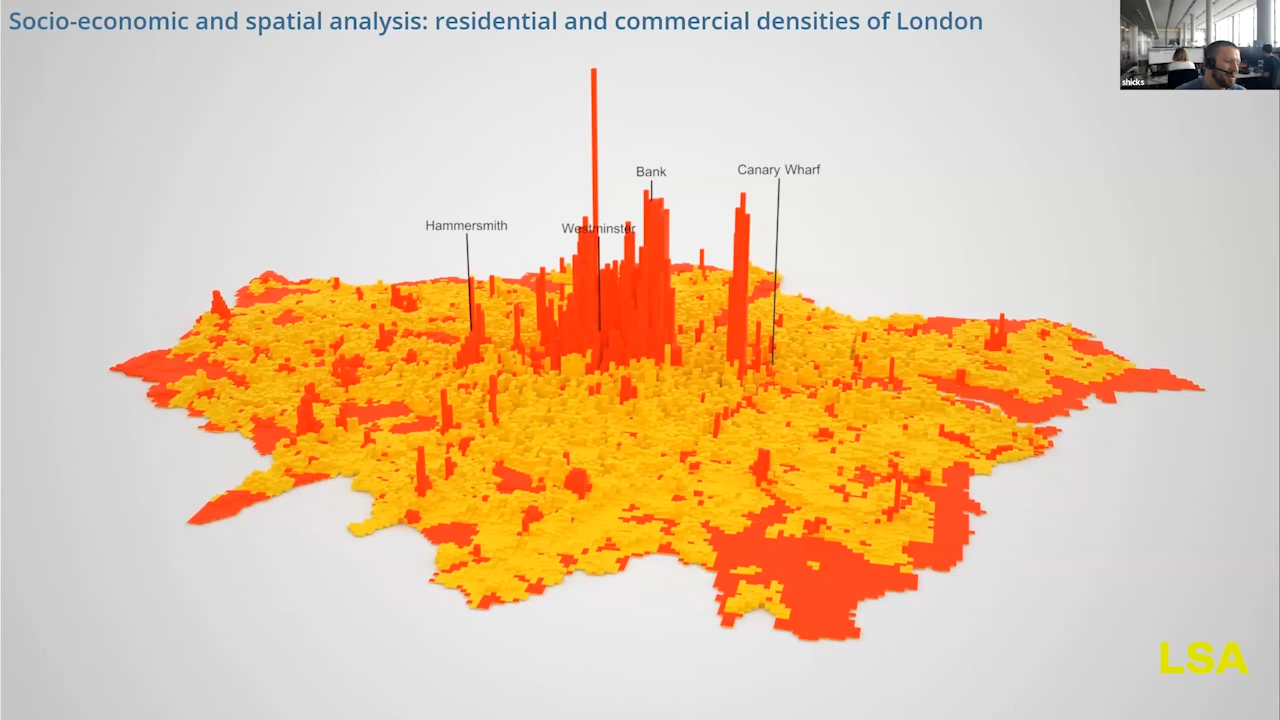 Socio-economic and spatial analysis: residential and commercial densities of London
shicks
Bank
Canary Wharf
Hammersmith
Westminster
LSA